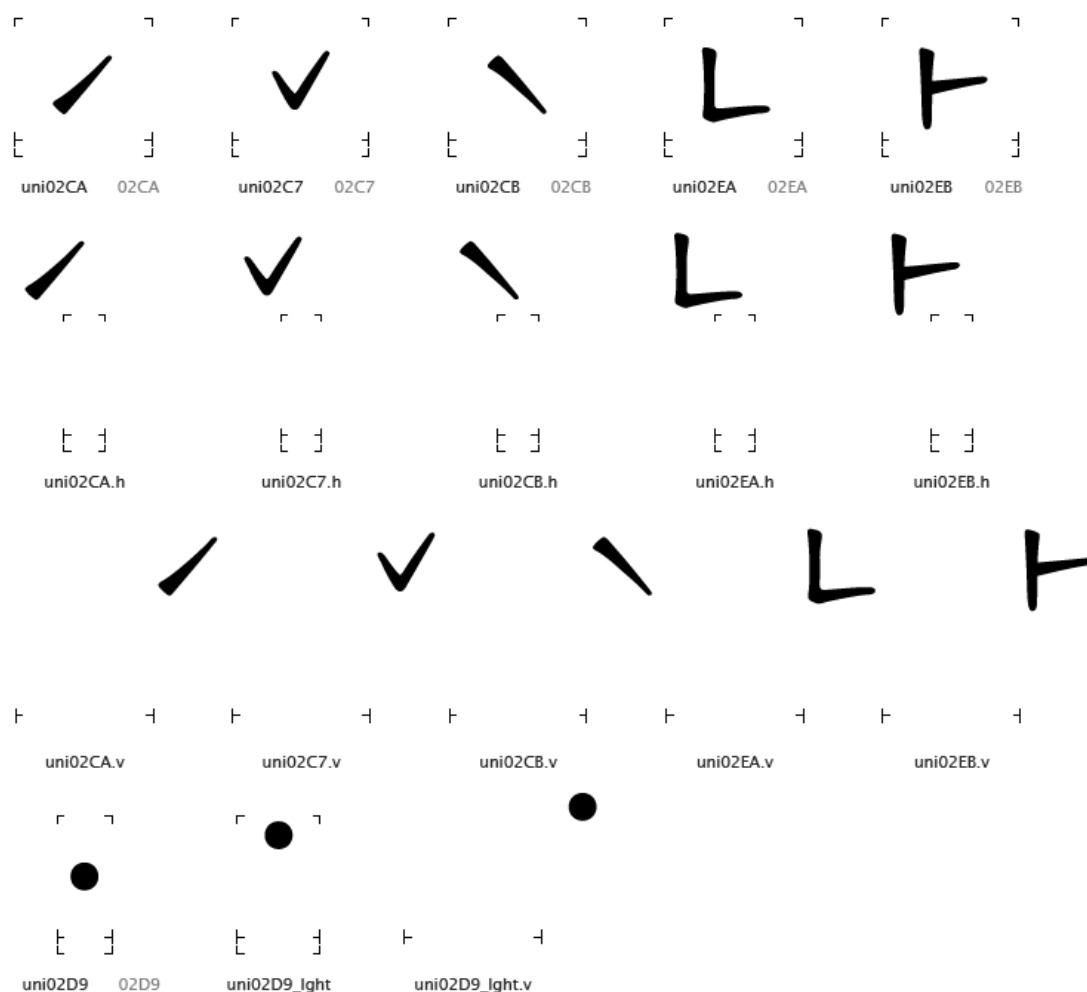 ˊ ˇ ˋ ˪ ˫
uni02CA 02CA uni02C7 02C7 uni02CB 02CB uni02EA 02EA uni02EB 02EB
ˊ ˇ ˋ ˪ ˫
uni02CA.h uni02C7.h uni02CB.h uni02EA.h uni02EB.h
ˊ ˇ ˋ ˪ ˫
uni02CA.v uni02C7.v uni02CB.v uni02EA.v uni02EB.v
˙ ˙ ˙
uni02D9 02D9 uni02D9_lght uni02D9_lght.v